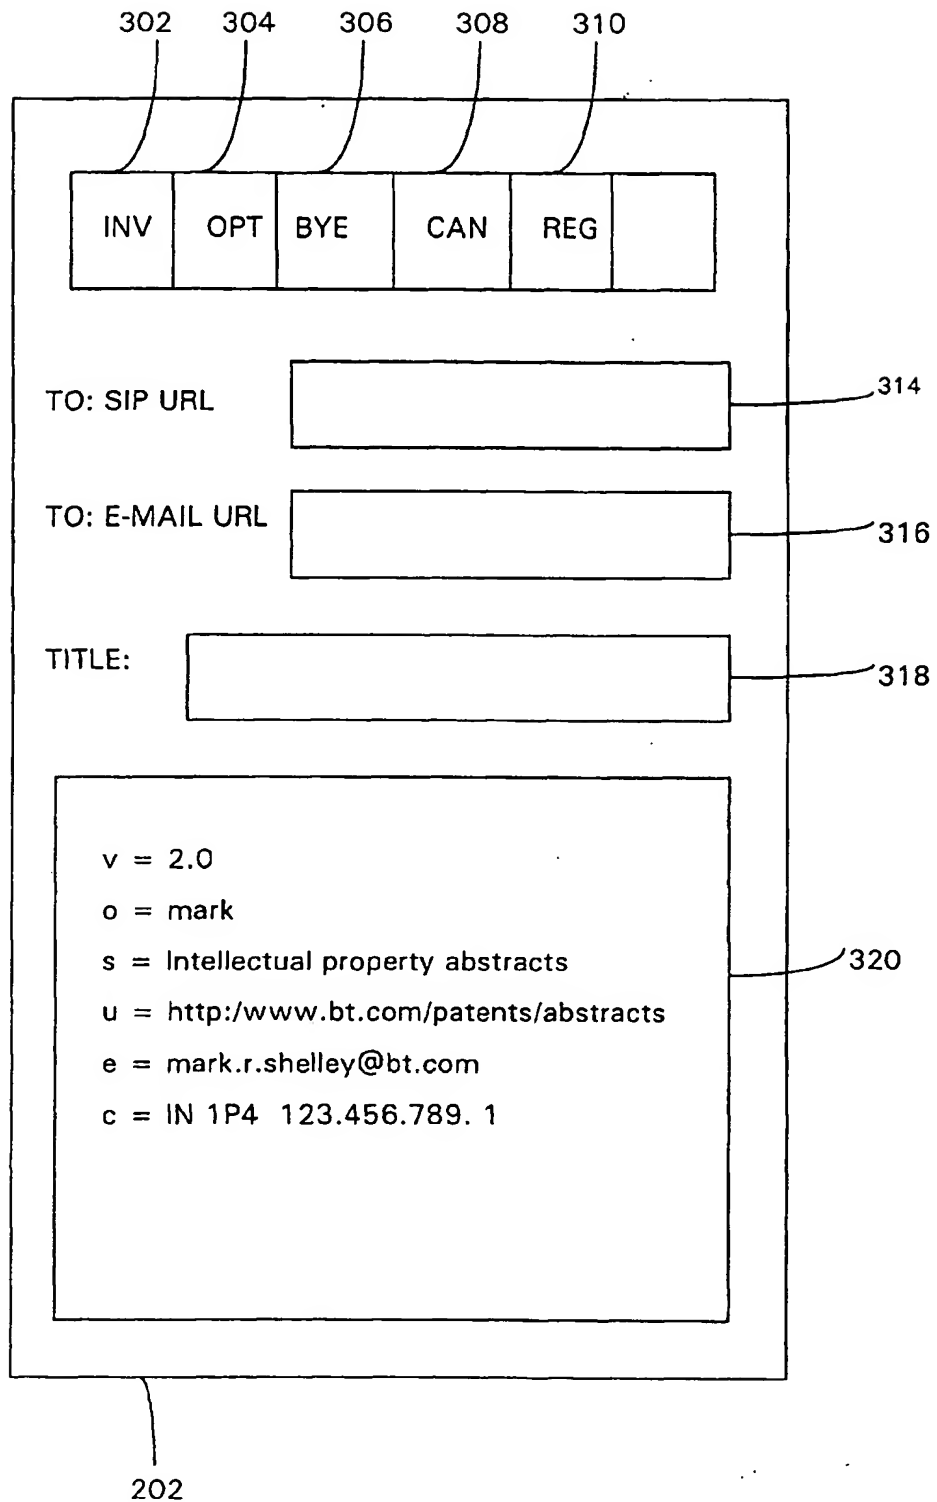 302 304 306 308 310
INV OPT BYE CAN REG
TO: SIP URL
314
TO: E-MAIL URL
316
TITLE:
318
v = 2.0
o = mark
s = Intellectual property abstracts
320
u = http:/www.bt.com/patents/abstracts
e = mark.r.shelley@bt.com
c = IN 1P4 123.456.789. 1
202